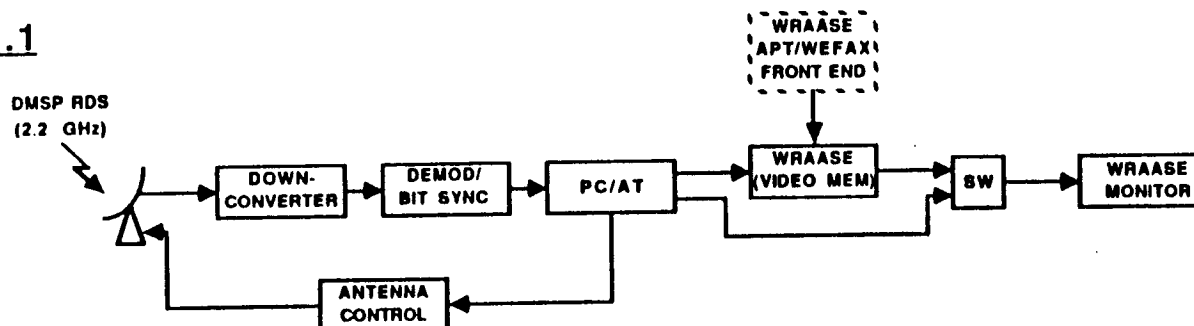 .1
DMSP RDS
(2.2 GHz)
DOWN-
CONVERTER
DEMOD/
BIT SYNC
PC/AT
WRAASE
APT/WEFAX
FRONT END
WRAASE
(VIDEO MEM)
SW
WRAASE
MONITOR
ANTENNA
CONTROL